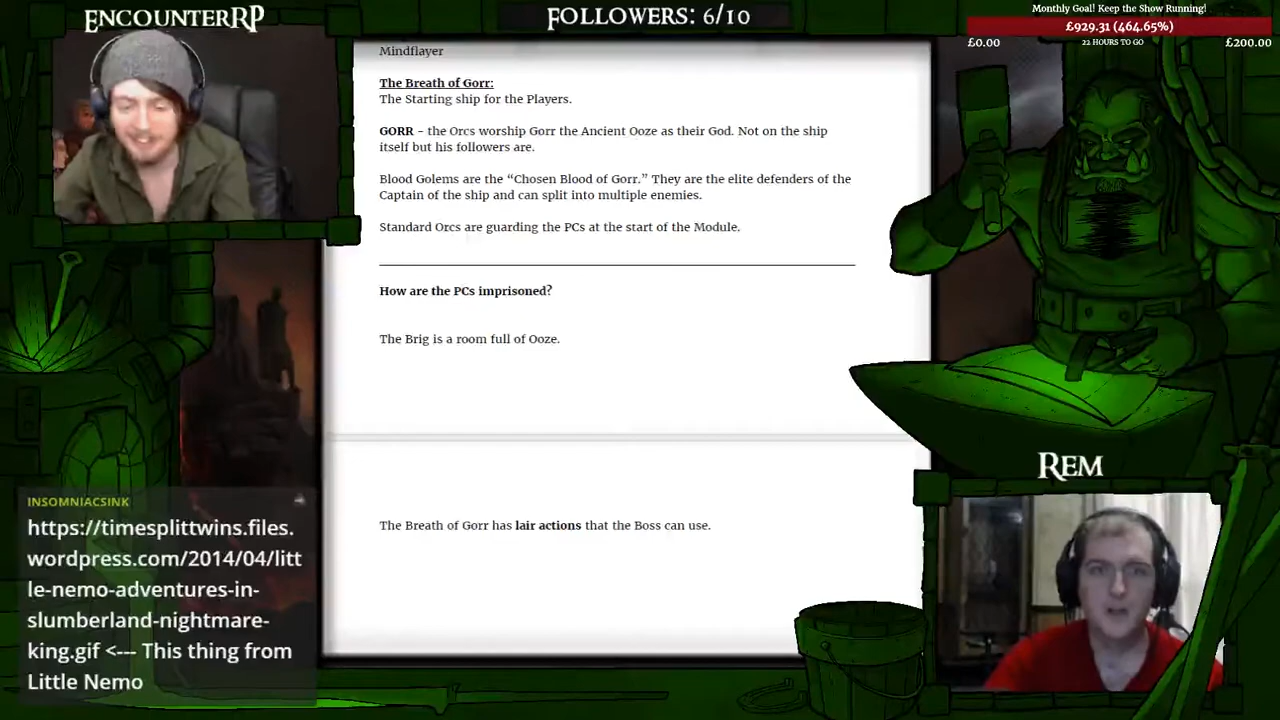 ENCOUNTERRP
FOLLOWERS: 6/10
Monthly Goal! Keep the Show Running!
£929.31 (464.65%)
£0.00
22 HOURS TO GO
£200.00
Mindflayer
The Breath of Gorr:
The Starting ship for the Players.
GORR - the Orcs worship Gorr the Ancient Ooze as their God. Not on the ship
itself but his followers are.
Blood Golems are the “Chosen Blood of Gorr.” They are the elite defenders of the
Captain of the ship and can split into multiple enemies.
Standard Orcs are guarding the PCs at the start of the Module.
How are the PCs imprisoned?
The Brig is a room full of Ooze.
The Breath of Gorr has lair actions that the Boss can use.
REM
INSOMNIACSINK
https://timesplittwins.files.
wordpress.com/2014/04/litt
le-nemo-adventures-in-
slumberland-nightmare-
king.gif <--- This thing from
Little Nemo